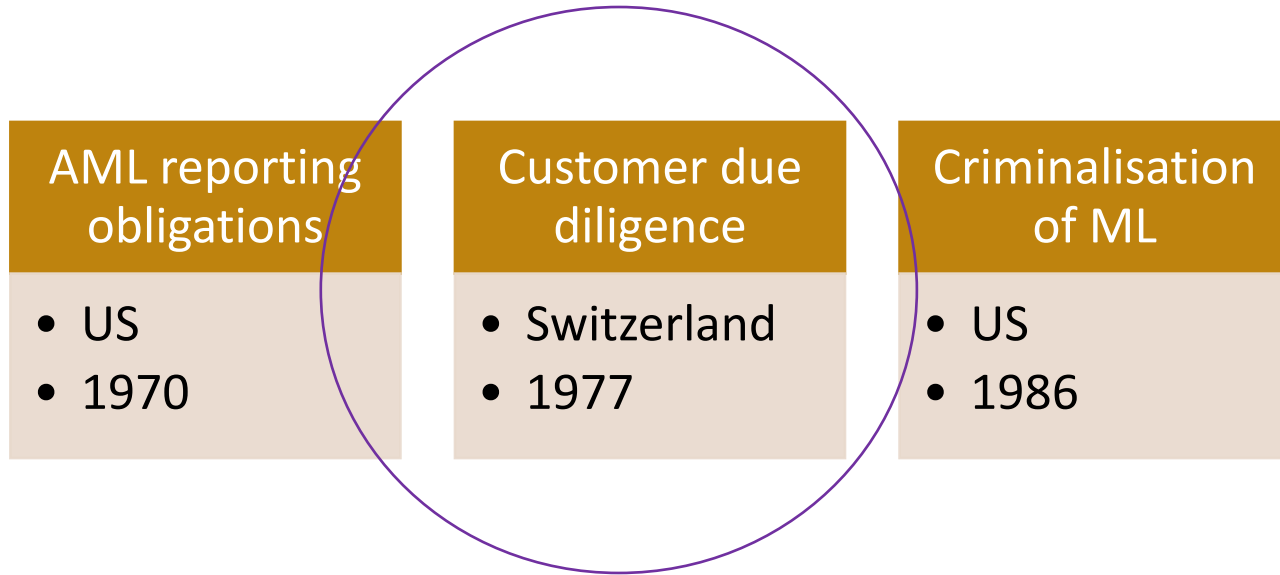 AML reporting
obligations
• US
• 1970
Customer due
diligence
• Switzerland
• 1977
Criminalisation
of ML
• US
• 1986